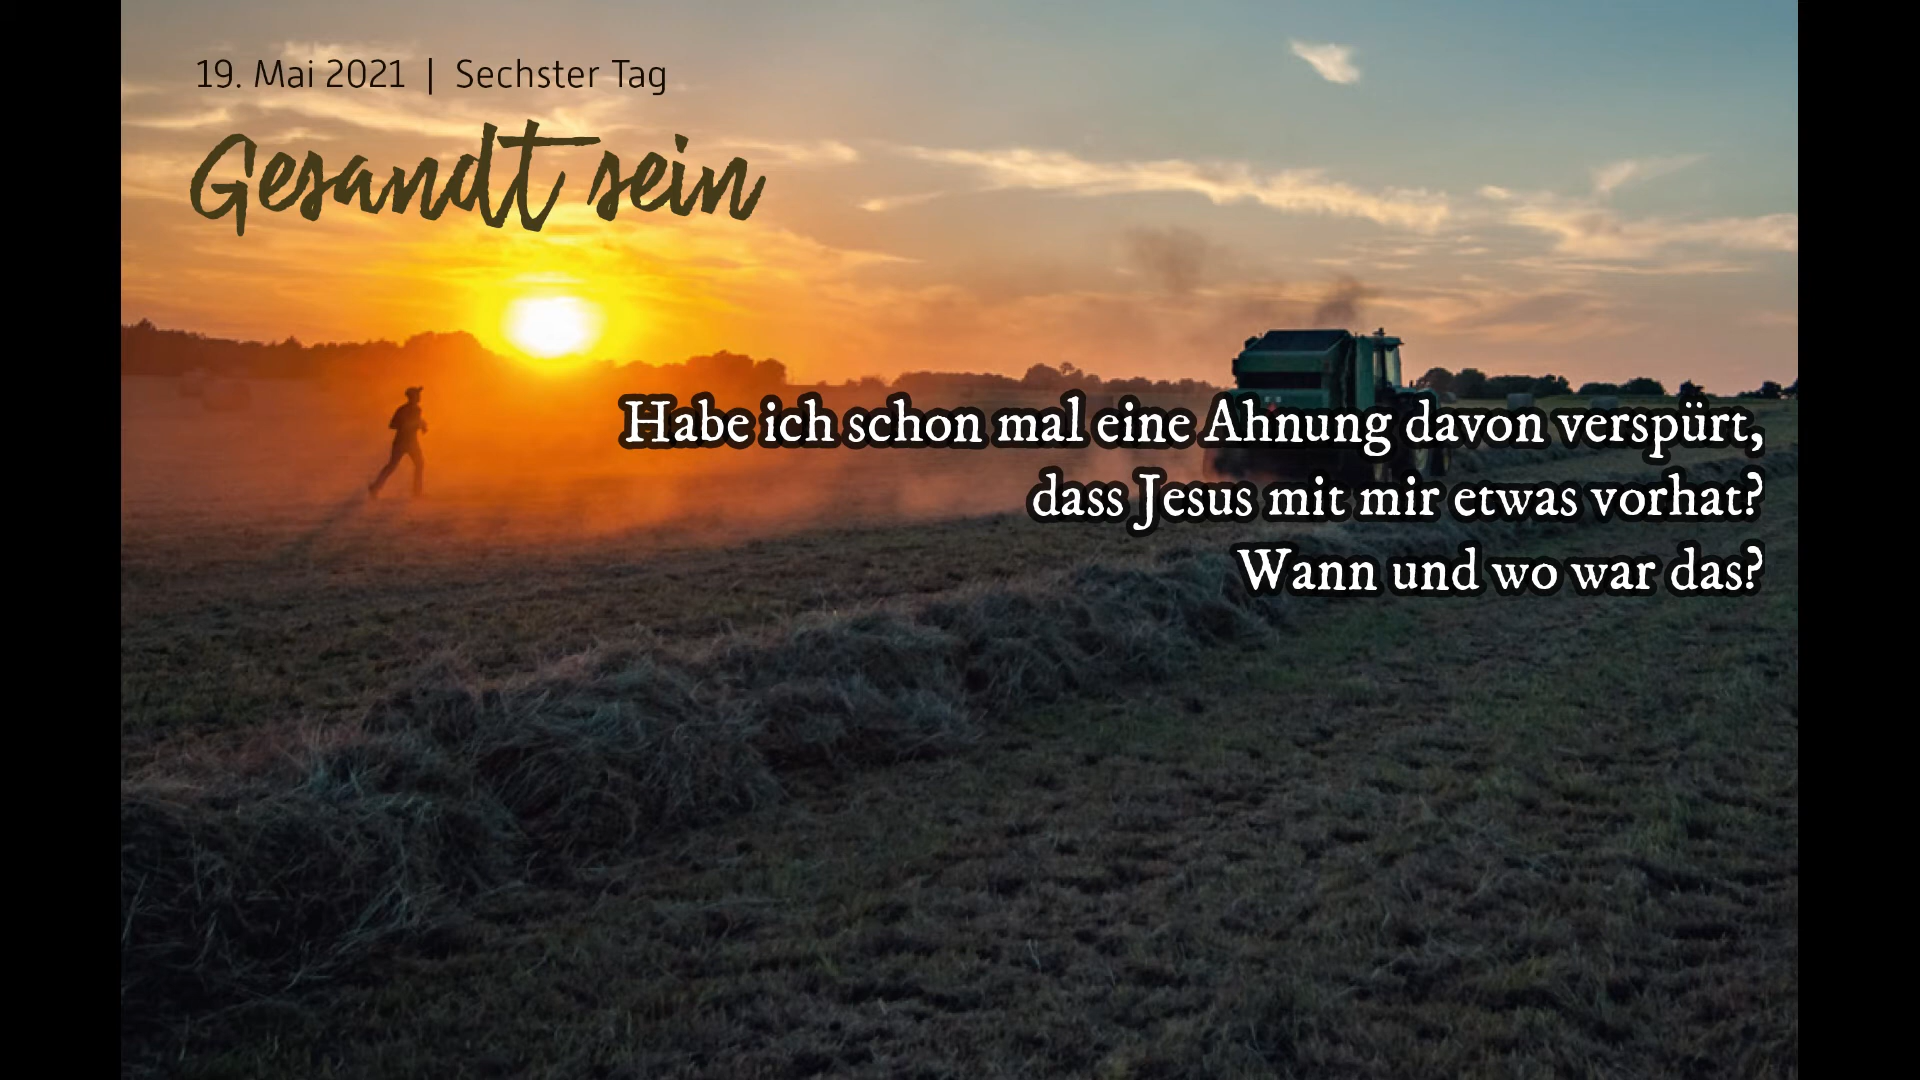 19. Mai 2021 | Sechster Tag
Gesandt sein
Habe ich schon mal eine Ahnung davon verspürt,
dass Jesus mit mir etwas vorhat?
Wann und wo war das?